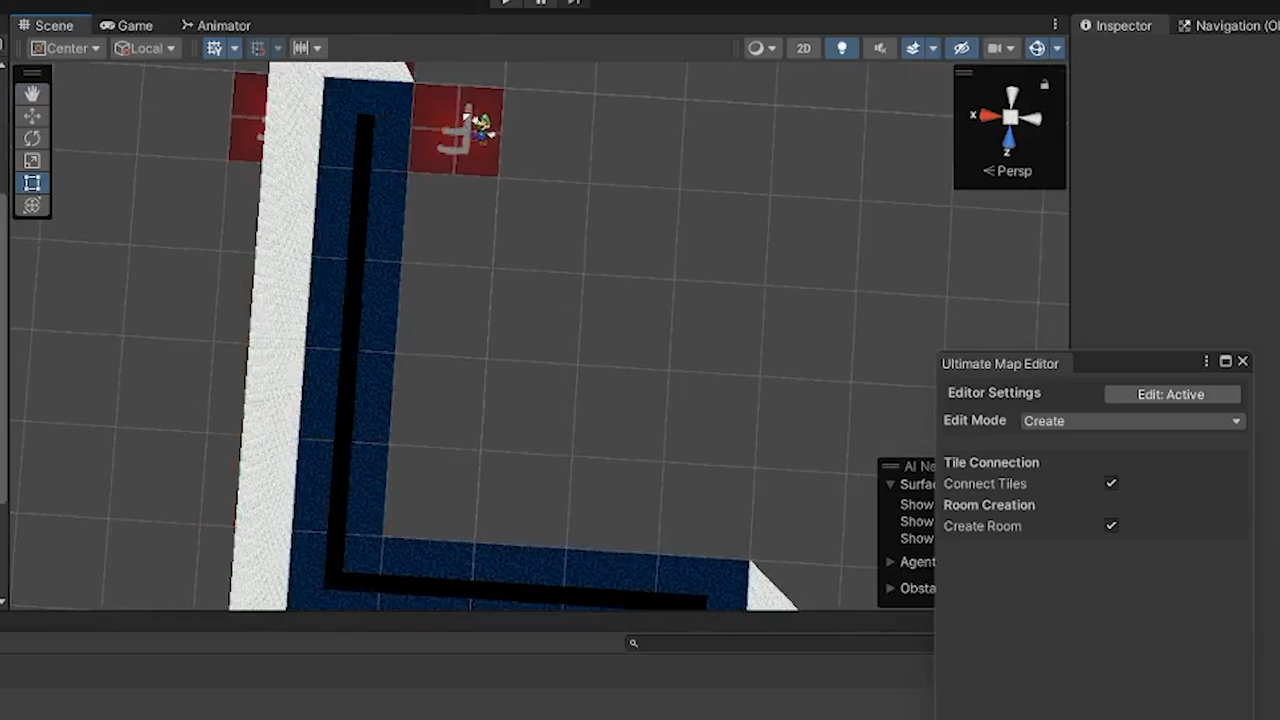 Scene
Game
Animator
Inspector
Navigation (O
Center
Local
2D
x
z
Persp
Ultimate Map Editor
Editor Settings
Edit: Active
Edit Mode
Create
Tile Connection
Connect Tiles
Room Creation
Create Room
AI Na
Surfac
Show
Show
Show
Agent
Obsta